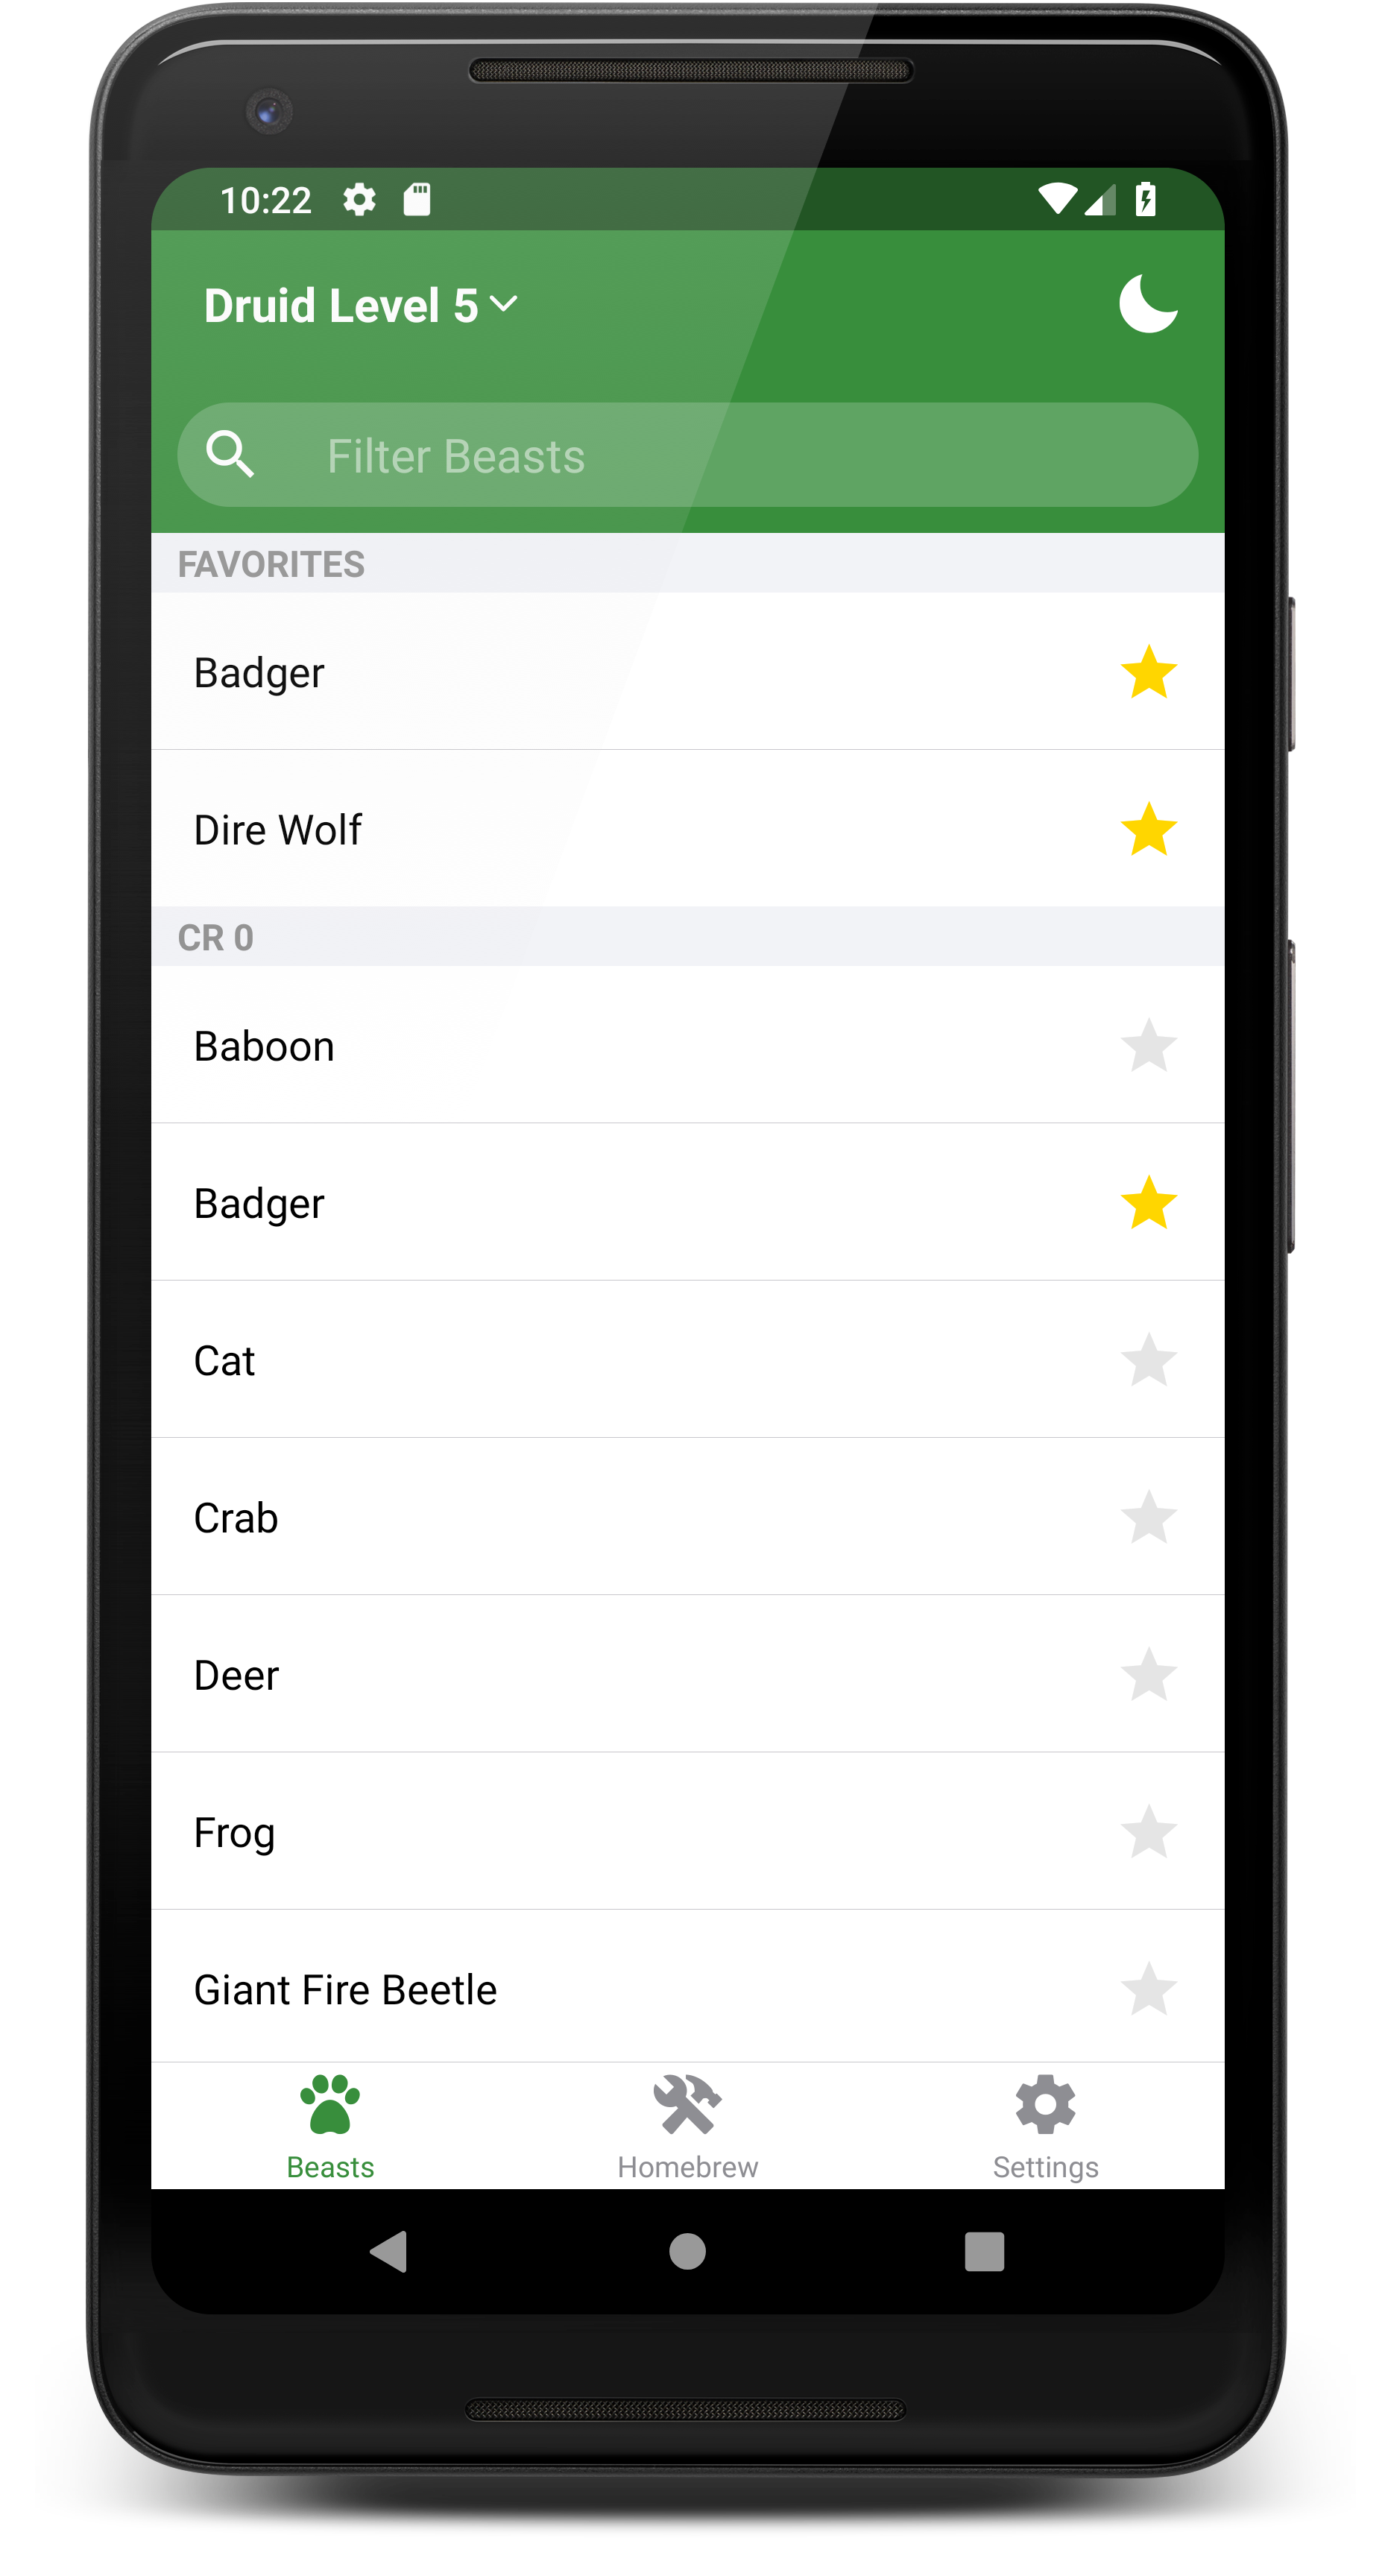 10:22
Druid Level 5
Filter Beasts
FAVORITES
Badger
Dire Wolf
CR 0
Baboon
Badger
Cat
Crab
Deer
Frog
Giant Fire Beetle
Beasts
Homebrew
Settings